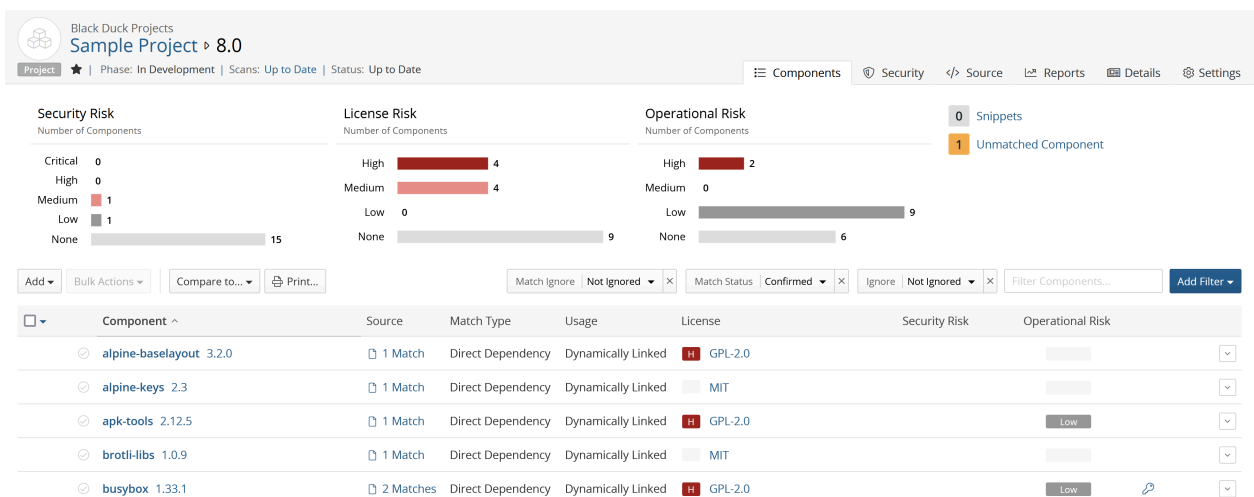 Black Duck Projects
Sample Project ▸ 8.0
Project ★ | Phase: In Development | Scans: Up to Date | Status: Up to Date
Components Security Source Reports Details Settings
Security Risk
Number of Components
Critical 0
High 0
Medium 1
Low 1
None 15
License Risk
Number of Components
High 4
Medium 4
Low 0
None 9
Operational Risk
Number of Components
High 2
Medium 0
Low 9
None 6
0 Snippets
1 Unmatched Component
Add Bulk Actions Compare to... Print... Match Ignore Not Ignored × Match Status Confirmed × Ignore Not Ignored × Filter Components... Add Filter
Component Source Match Type Usage License Security Risk Operational Risk
alpine-baselayout 3.2.0 1 Match Direct Dependency Dynamically Linked H GPL-2.0
alpine-keys 2.3 1 Match Direct Dependency Dynamically Linked MIT
apk-tools 2.12.5 1 Match Direct Dependency Dynamically Linked H GPL-2.0 Low
brotli-libs 1.0.9 1 Match Direct Dependency Dynamically Linked MIT
busybox 1.33.1 2 Matches Direct Dependency Dynamically Linked H GPL-2.0 Low